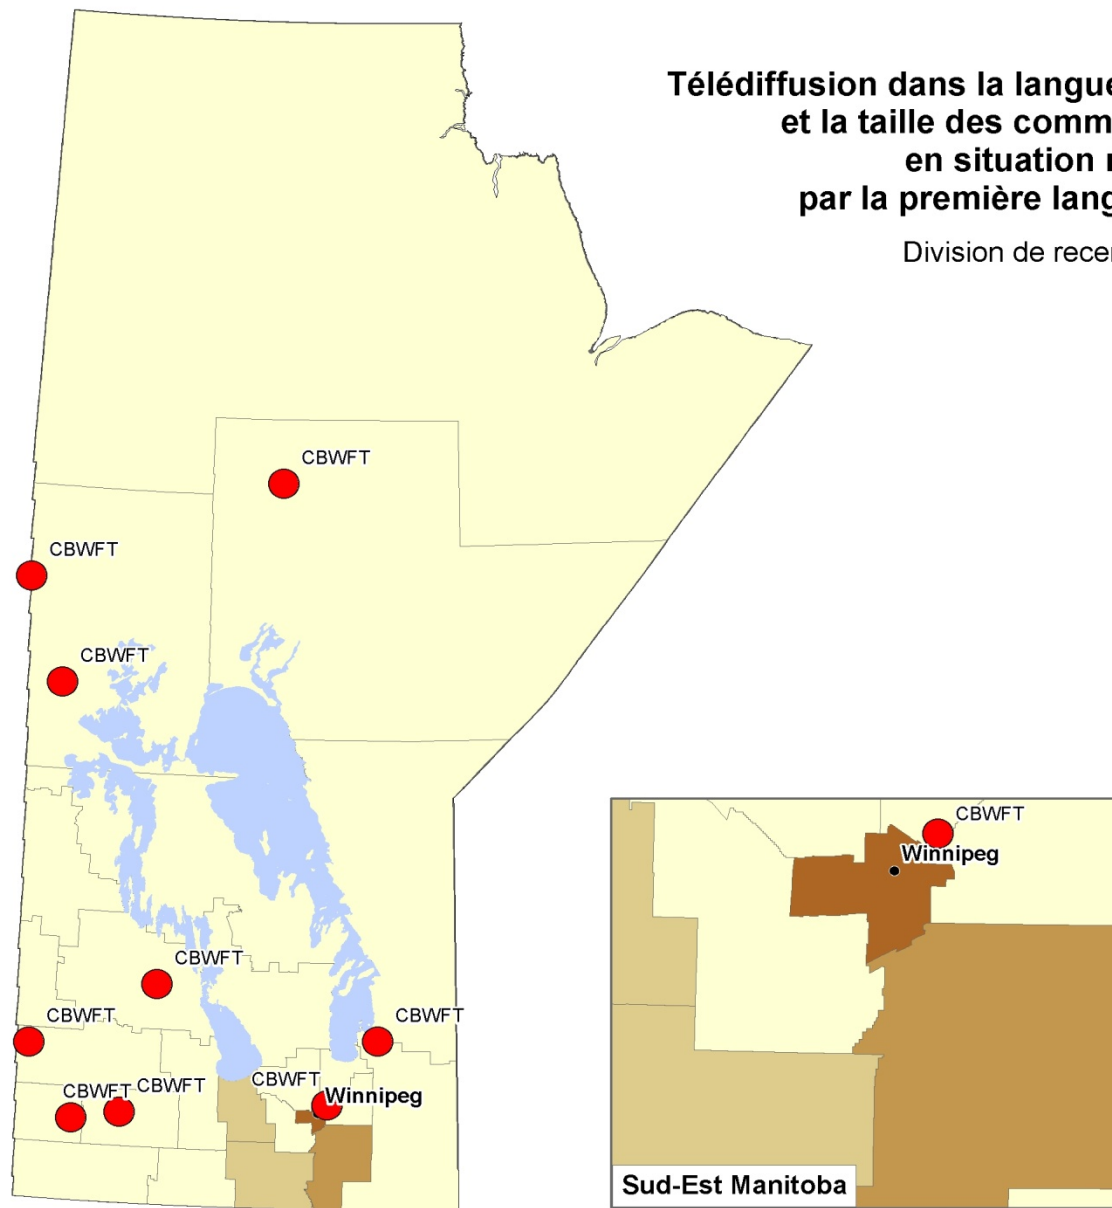 Télédiffusion dans la langue
et la taille des comm
en situation
par la première lang
Division de recen
CBWFT
CBWFT
CBWFT
CBWFT
CBWFT
CBWFT
CBWFT
CBWFT
CBWFT
Winnipeg
CBWFT
Winnipeg
Sud-Est Manitoba